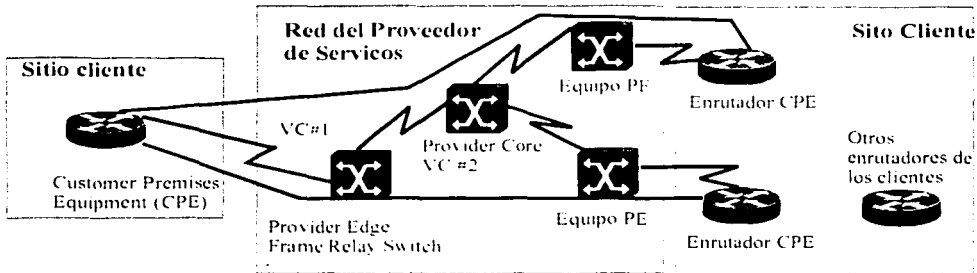 Red del Proveedor
de Servicos
Sito Cliente
Sitio cliente
Equipo PE
Enrutador CPE
VC#1
Provider Core
VC #2
Otros
enrutadores de
los clientes
Customer Premises
Equipment (CPE)
Equipo PE
Enrutador CPE
Provider Edge
Frame Relay Switch